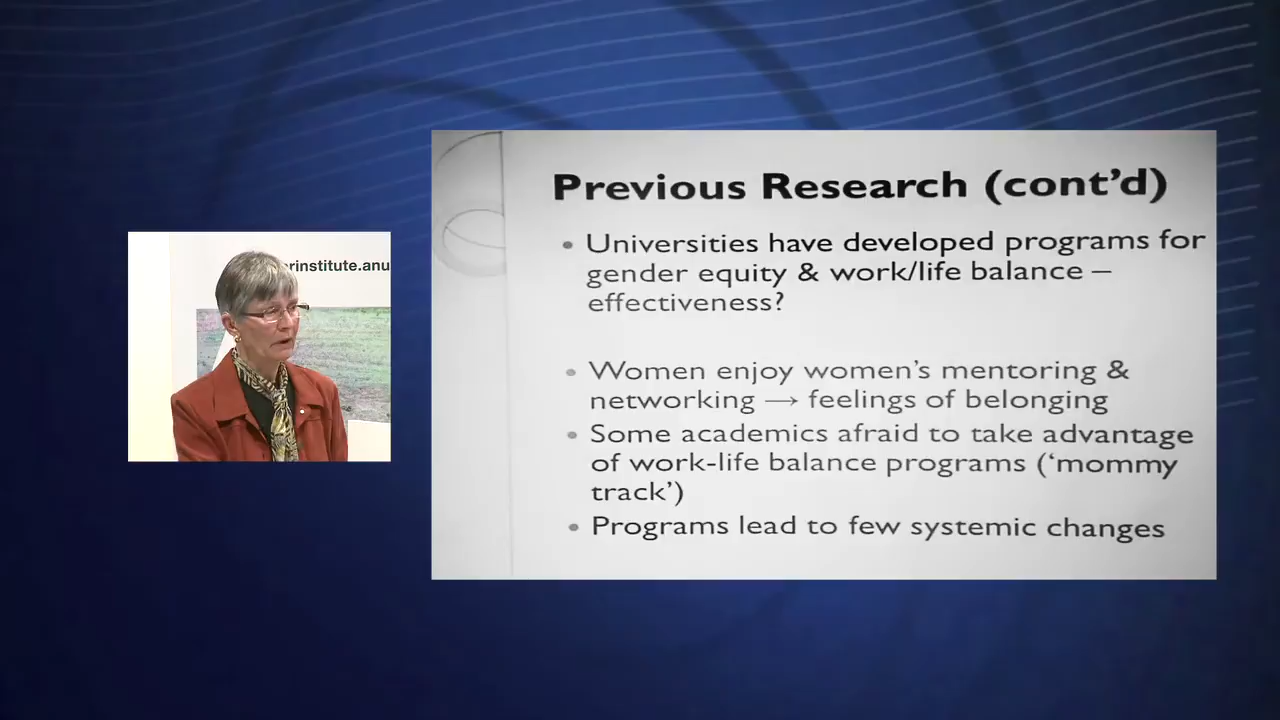 rinstitute.anu
Previous Research (cont’d)
• Universities have developed programs for
gender equity & work/life balance –
effectiveness?
• Women enjoy women’s mentoring &
networking → feelings of belonging
• Some academics afraid to take advantage
of work-life balance programs (‘mommy
track’)
• Programs lead to few systemic changes